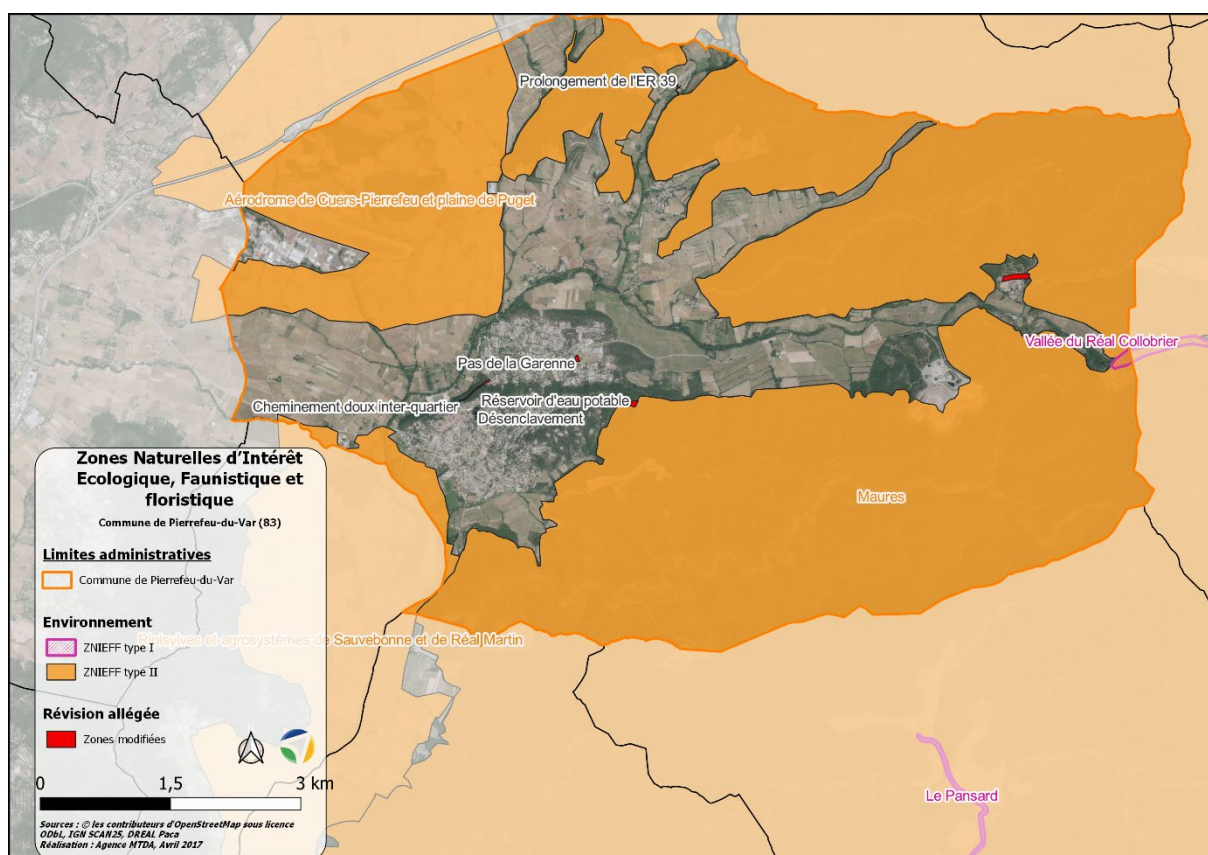 Prolongement de l'ER 39
Aérodrome de Cuers-Pierrefeu et plaine de Puget
Vallée du Réal Collobrier
Pas de la Garenne
Cheminement doux inter-quartier
Réservoir d'eau potable
Désenclavement
Maures
Ripisylves et agrosystèmes de Sauvebonne et de Réal Martin
Le Pansard
Zones Naturelles d'Intérêt
Ecologique, Faunistique et
floristique
Commune de Pierrefeu-du-Var (83)
Limites administratives
Commune de Pierrefeu-du-Var
Environnement
ZNIEFF type I
ZNIEFF type II
Révision allégée
Zones modifiées
0 1,5 3 km
Sources : © les contributeurs d'OpenStreetMap sous licence
ODbL, IGN SCAN25, DREAL Paca
Réalisation : Agence MTDA, Avril 2017